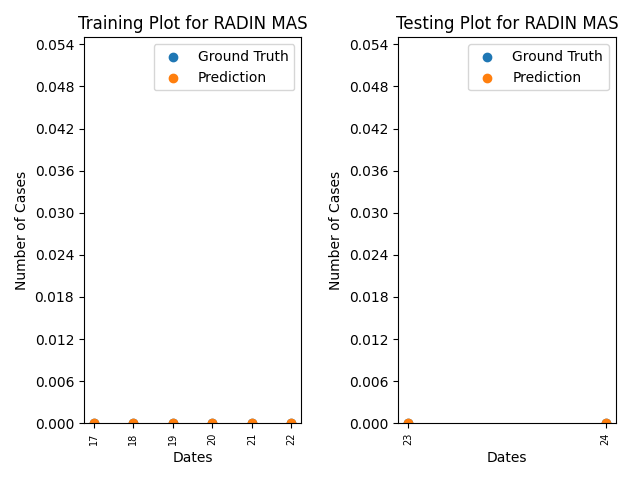 Training Plot for RADIN MAS
Number of Cases
0.054
0.048
0.042
0.036
0.030
0.024
0.018
0.012
0.006
0.000
Ground Truth
Prediction
17 18 19 20 21 22
Dates
Testing Plot for RADIN MAS
Number of Cases
0.054
0.048
0.042
0.036
0.030
0.024
0.018
0.012
0.006
0.000
Ground Truth
Prediction
23 24
Dates